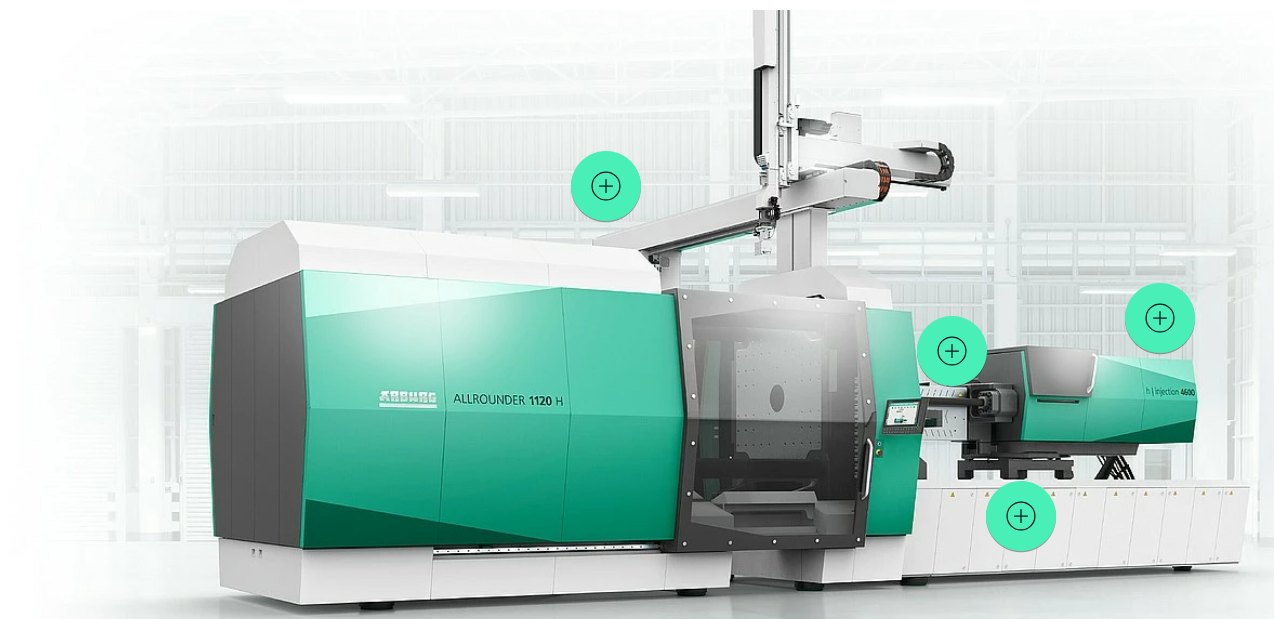 ARBURG
ALLROUNDER 1120 H
h | Injection 4600